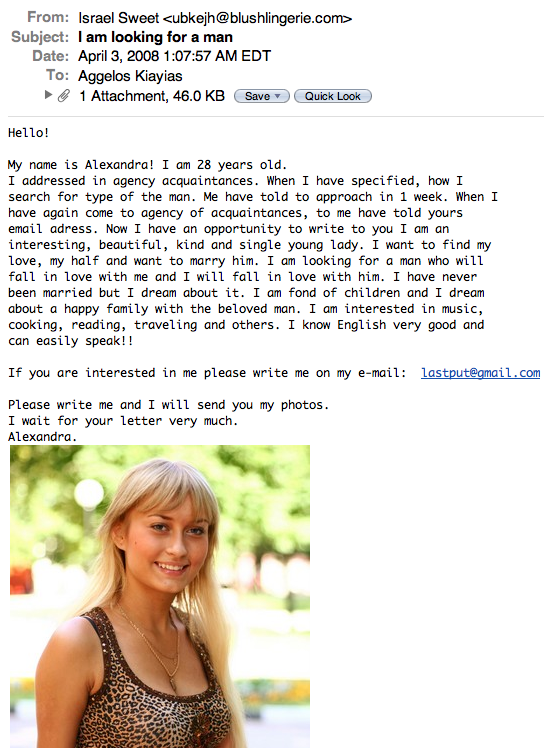 From: Israel Sweet <ubkejh@blushlingerie.com>
Subject: I am looking for a man
Date: April 3, 2008 1:07:57 AM EDT
To: Aggelos Kiayias
1 Attachment, 46.0 KB Save Quick Look
Hello!
My name is Alexandra! I am 28 years old.
I addressed in agency acquaintances. When I have specified, how I
search for type of the man. Me have told to approach in 1 week. When I
have again come to agency of acquaintances, to me have told yours
email adress. Now I have an opportunity to write to you I am an
interesting, beautiful, kind and single young lady. I want to find my
love, my half and want to marry him. I am looking for a man who will
fall in love with me and I will fall in love with him. I have never
been married but I dream about it. I am fond of children and I dream
about a happy family with the beloved man. I am interested in music,
cooking, reading, traveling and others. I know English very good and
can easily speak!!
If you are interested in me please write me on my e-mail: lastput@gmail.com
Please write me and I will send you my photos.
I wait for your letter very much.
Alexandra.